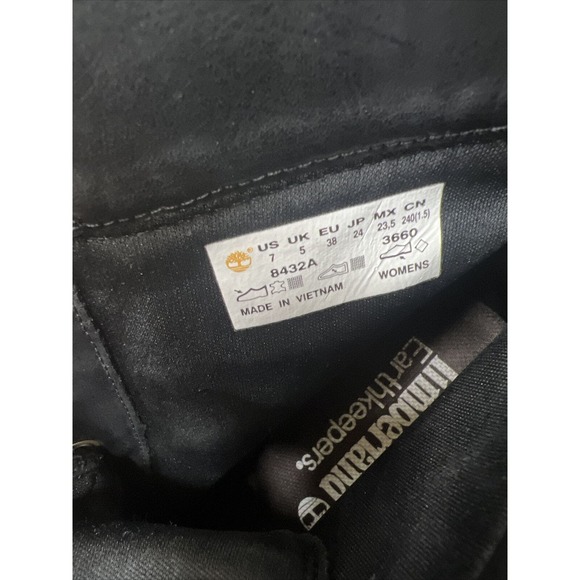 US UK EU JP MX CN
7 5 38 24 23,5 240(1.5)
8432A 3660
MADE IN VIETNAM WOMENS
Timberland
Earthkeepers.